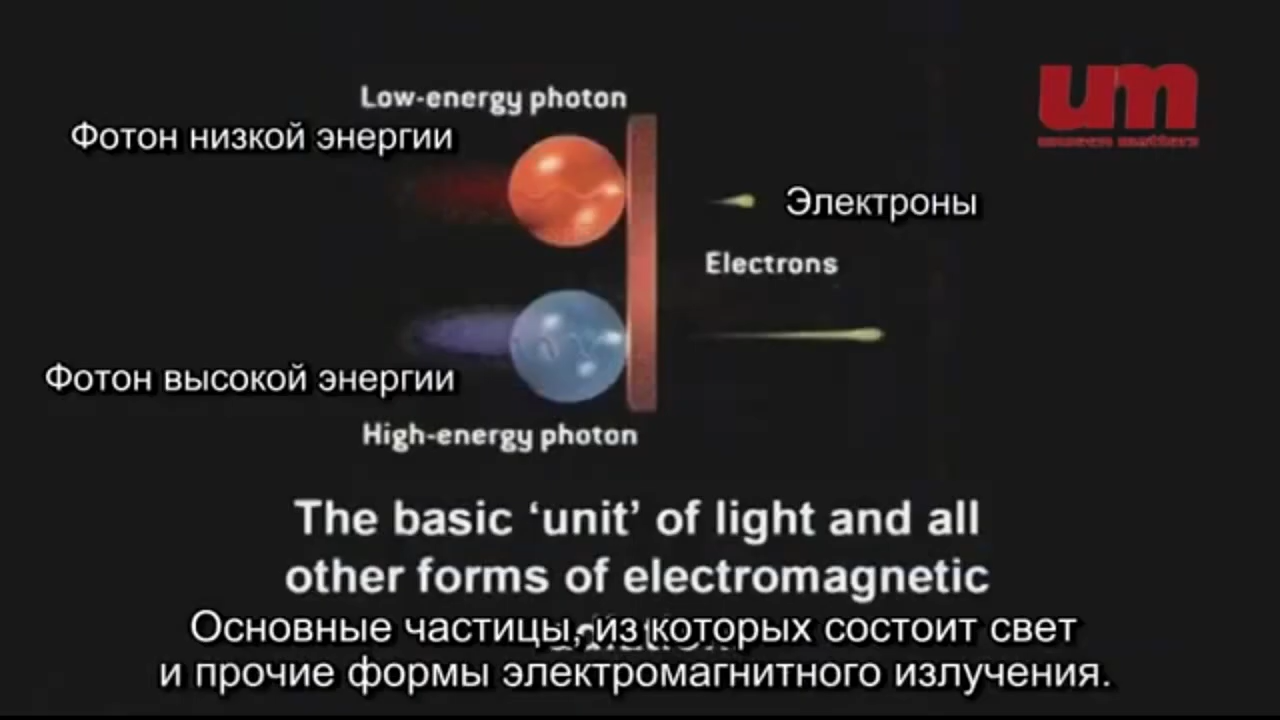 Low-energy photon
Фотон низкой энергии
um
Электроны
Electrons
Фотон высокой энергии
High-energy photon
The basic ‘unit’ of light and all
other forms of electromagnetic
Основные частицы, из которых состоит свет
и прочие формы электромагнитного излучения.